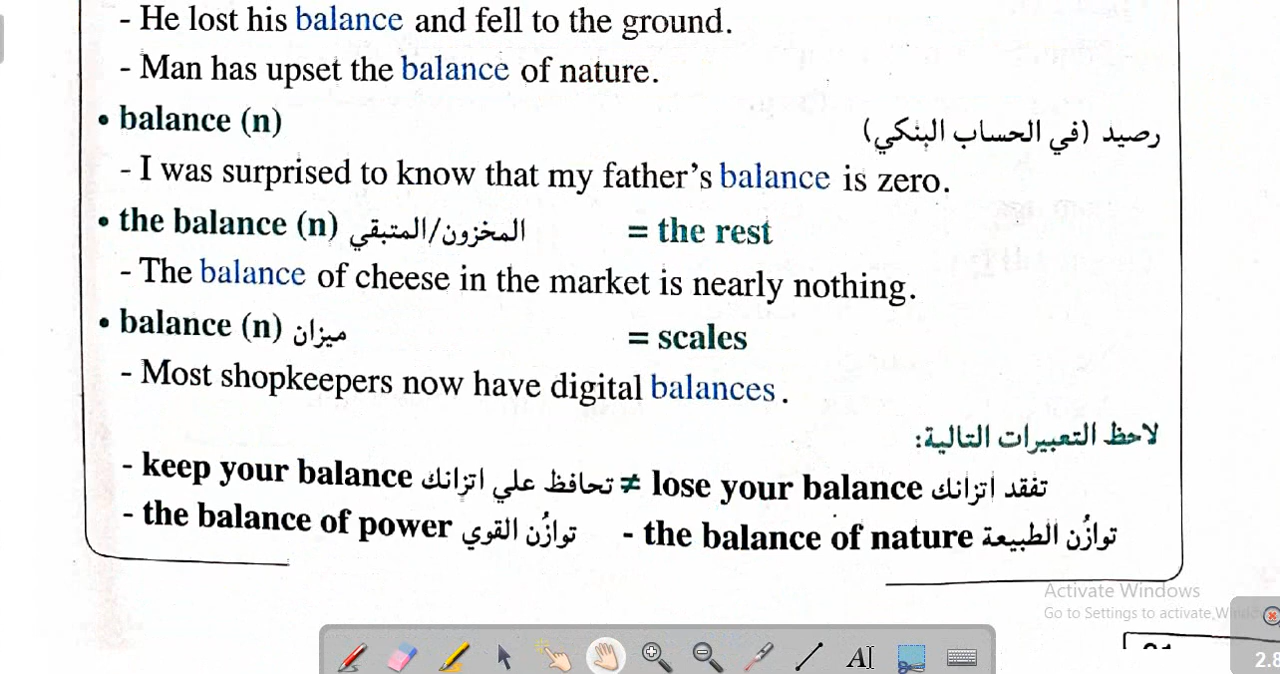 - He lost his balance and fell to the ground.
- Man has upset the balance of nature.
• balance (n) رصيد (في الحساب البنكي)
- I was surprised to know that my father's balance is zero.
• the balance (n) المخزون/المتبقي = the rest
- The balance of cheese in the market is nearly nothing.
• balance (n) ميزان = scales
- Most shopkeepers now have digital balances.
لاحظ التعبيرات التالية:
- keep your balance تحافظ علي اتزانك ≠ lose your balance تفقد اتزانك
- the balance of power توازُن القوي - the balance of nature توازُن الطبيعة
Activate Windows
Go to Settings to activate
AI
2.8